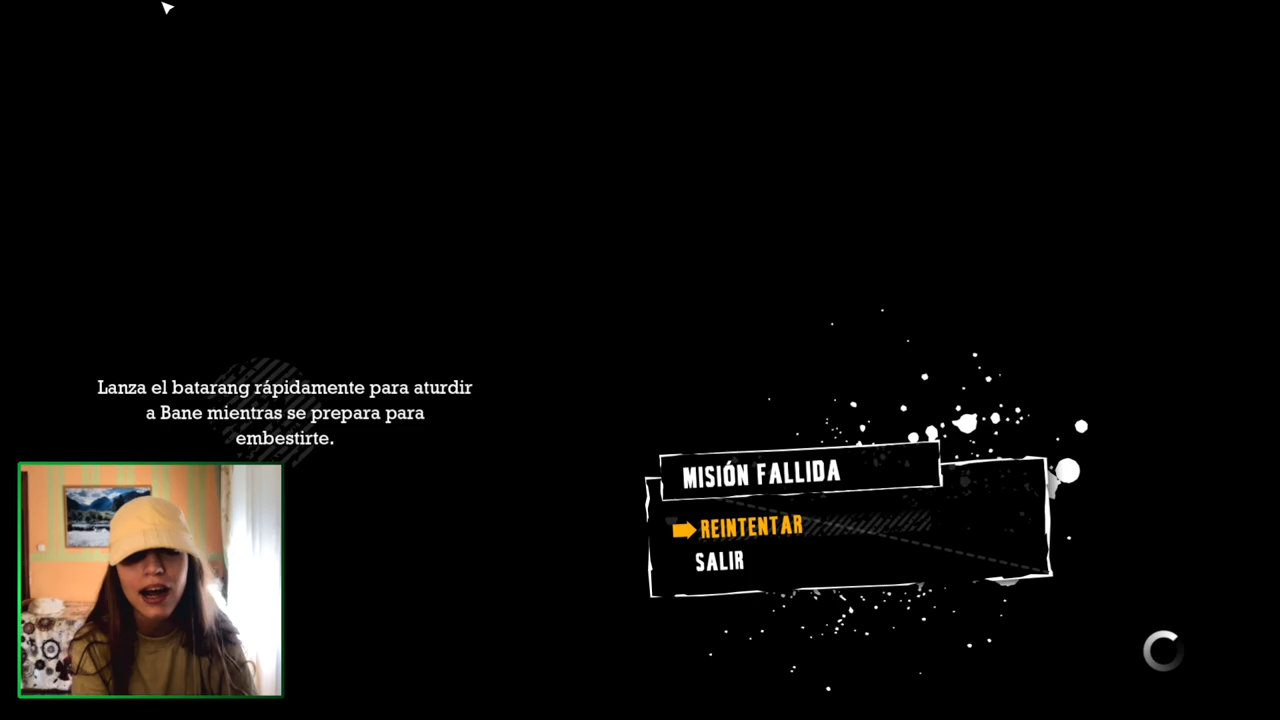 Lanza el batarang rápidamente para aturdir
a Bane mientras se prepara para
embestirte.
MISIÓN FALLIDA
REINTENTAR
SALIR